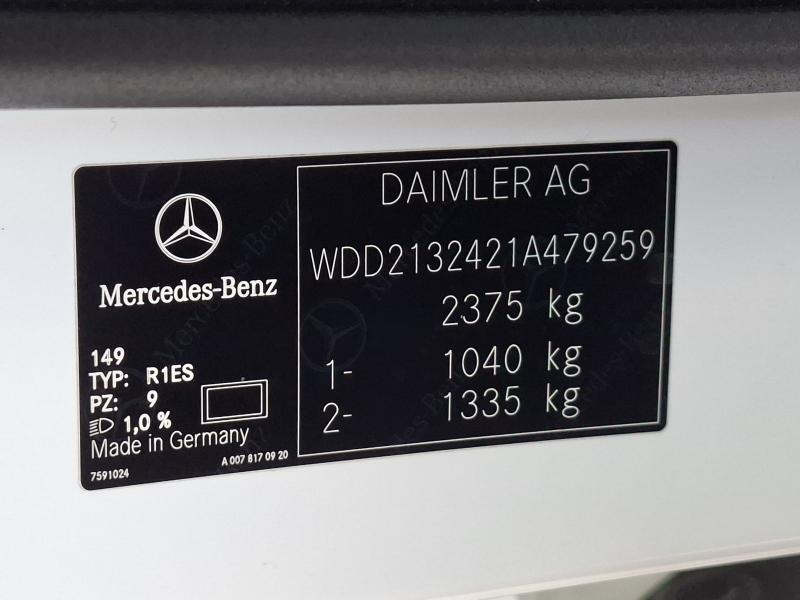 Mercedes-Benz
149
TYP: R1ES
PZ: 9
1,0 %
Made in Germany
7591024
A 007 817 09 20
DAIMLER AG
WDD2132421A479259
2375 kg
1- 1040 kg
2- 1335 kg